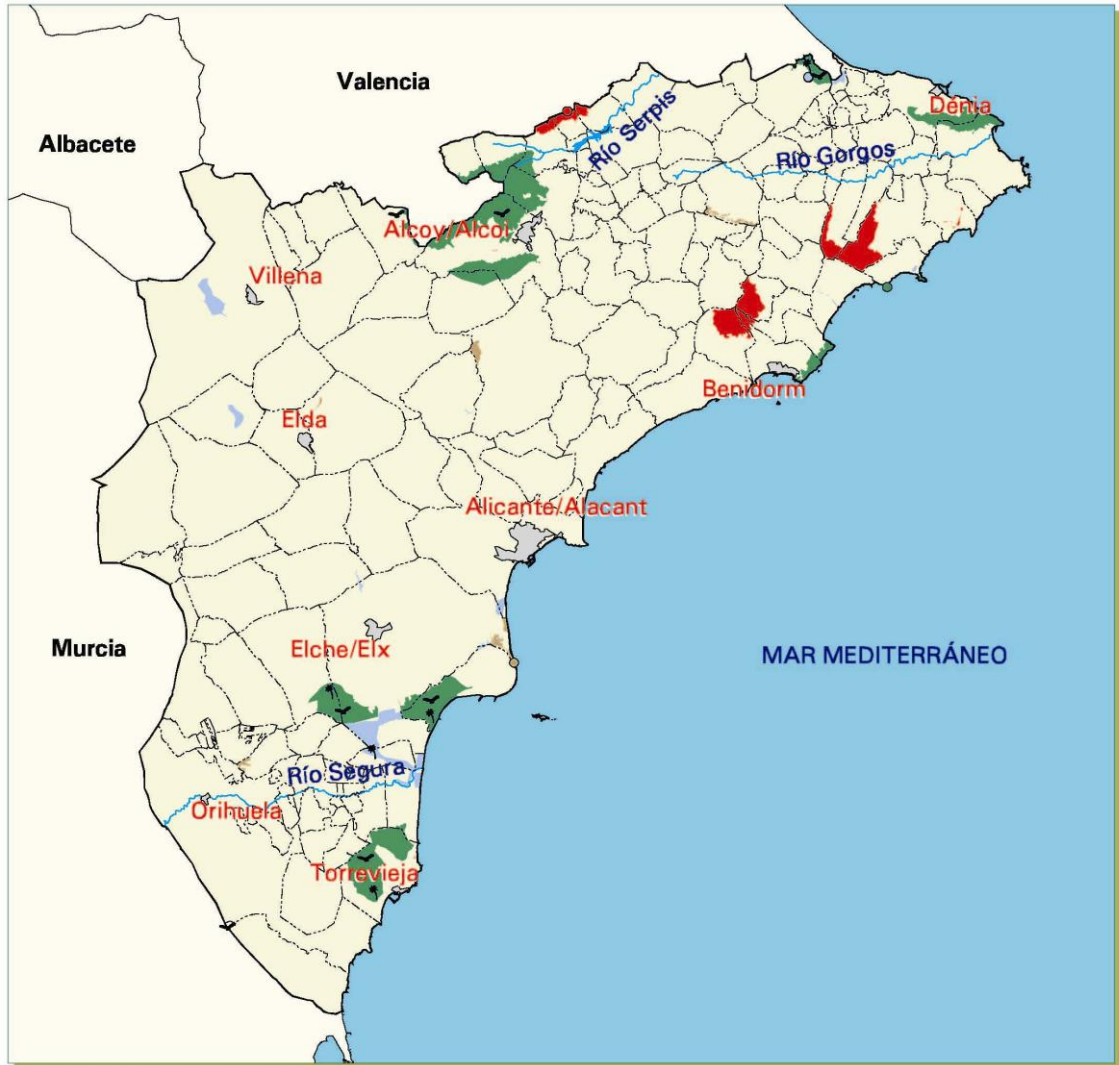 Valencia
Albacete
Río Serpis
Dénia
Río Gorgos
Alcoy/Alcoi
Villena
Benidorm
Elda
Alicante/Alacant
Elche/Elx
Murcia
MAR MEDITERRÁNEO
Río Segura
Orihuela
Torrevieja